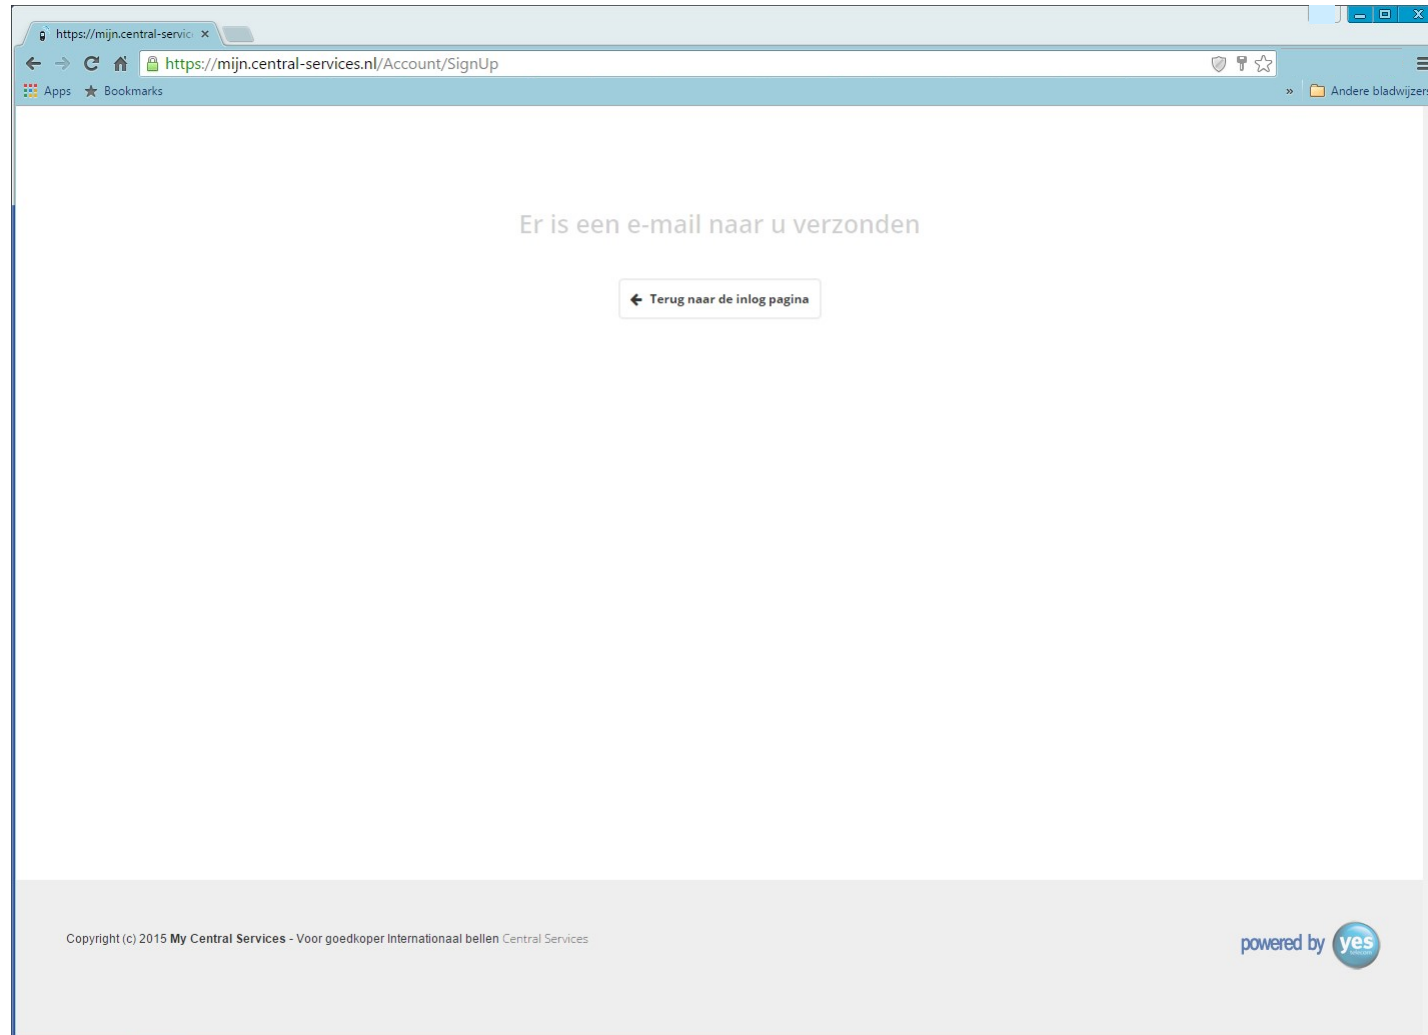 https://mijn.central-servic
https://mijn.central-services.nl/Account/SignUp
Apps Bookmarks » Andere bladwijzers
Er is een e-mail naar u verzonden
Terug naar de inlog pagina
Copyright (c) 2015 My Central Services - Voor goedkoper Internationaal bellen Central Services
powered by yes telecom